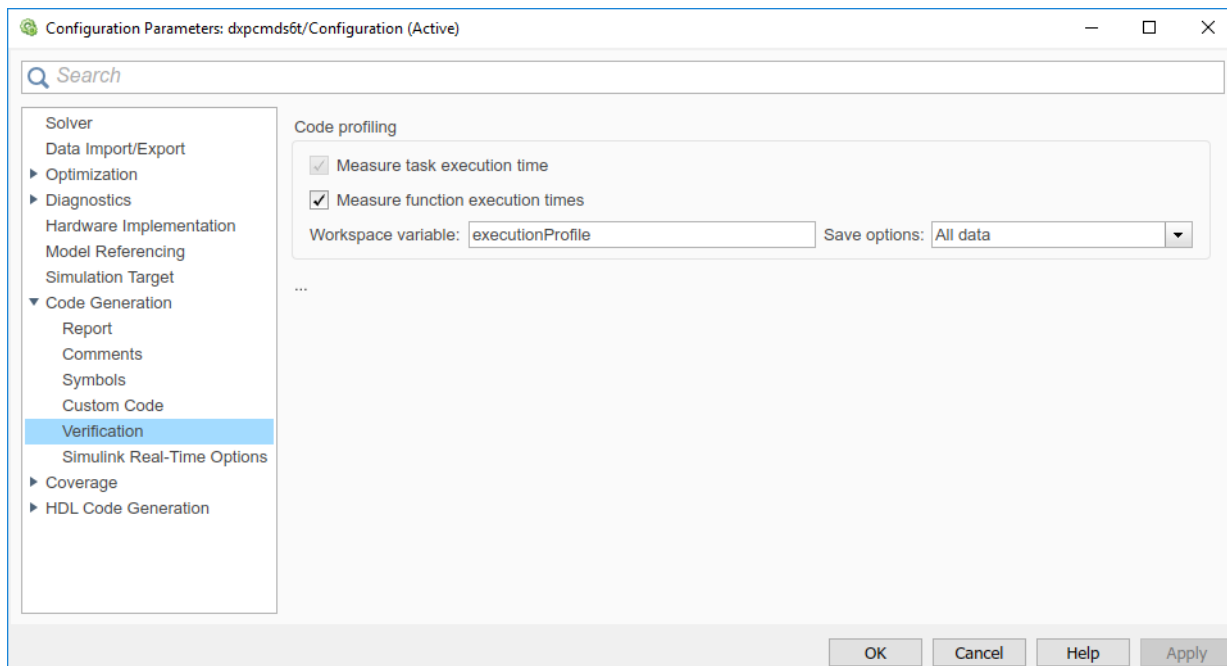 Configuration Parameters: dxpcmds6t/Configuration (Active)
Search
Solver
Data Import/Export
Optimization
Diagnostics
Hardware Implementation
Model Referencing
Simulation Target
Code Generation
Report
Comments
Symbols
Custom Code
Verification
Simulink Real-Time Options
Coverage
HDL Code Generation
Code profiling
Measure task execution time
Measure function execution times
Workspace variable: executionProfile Save options: All data
...
OK Cancel Help Apply